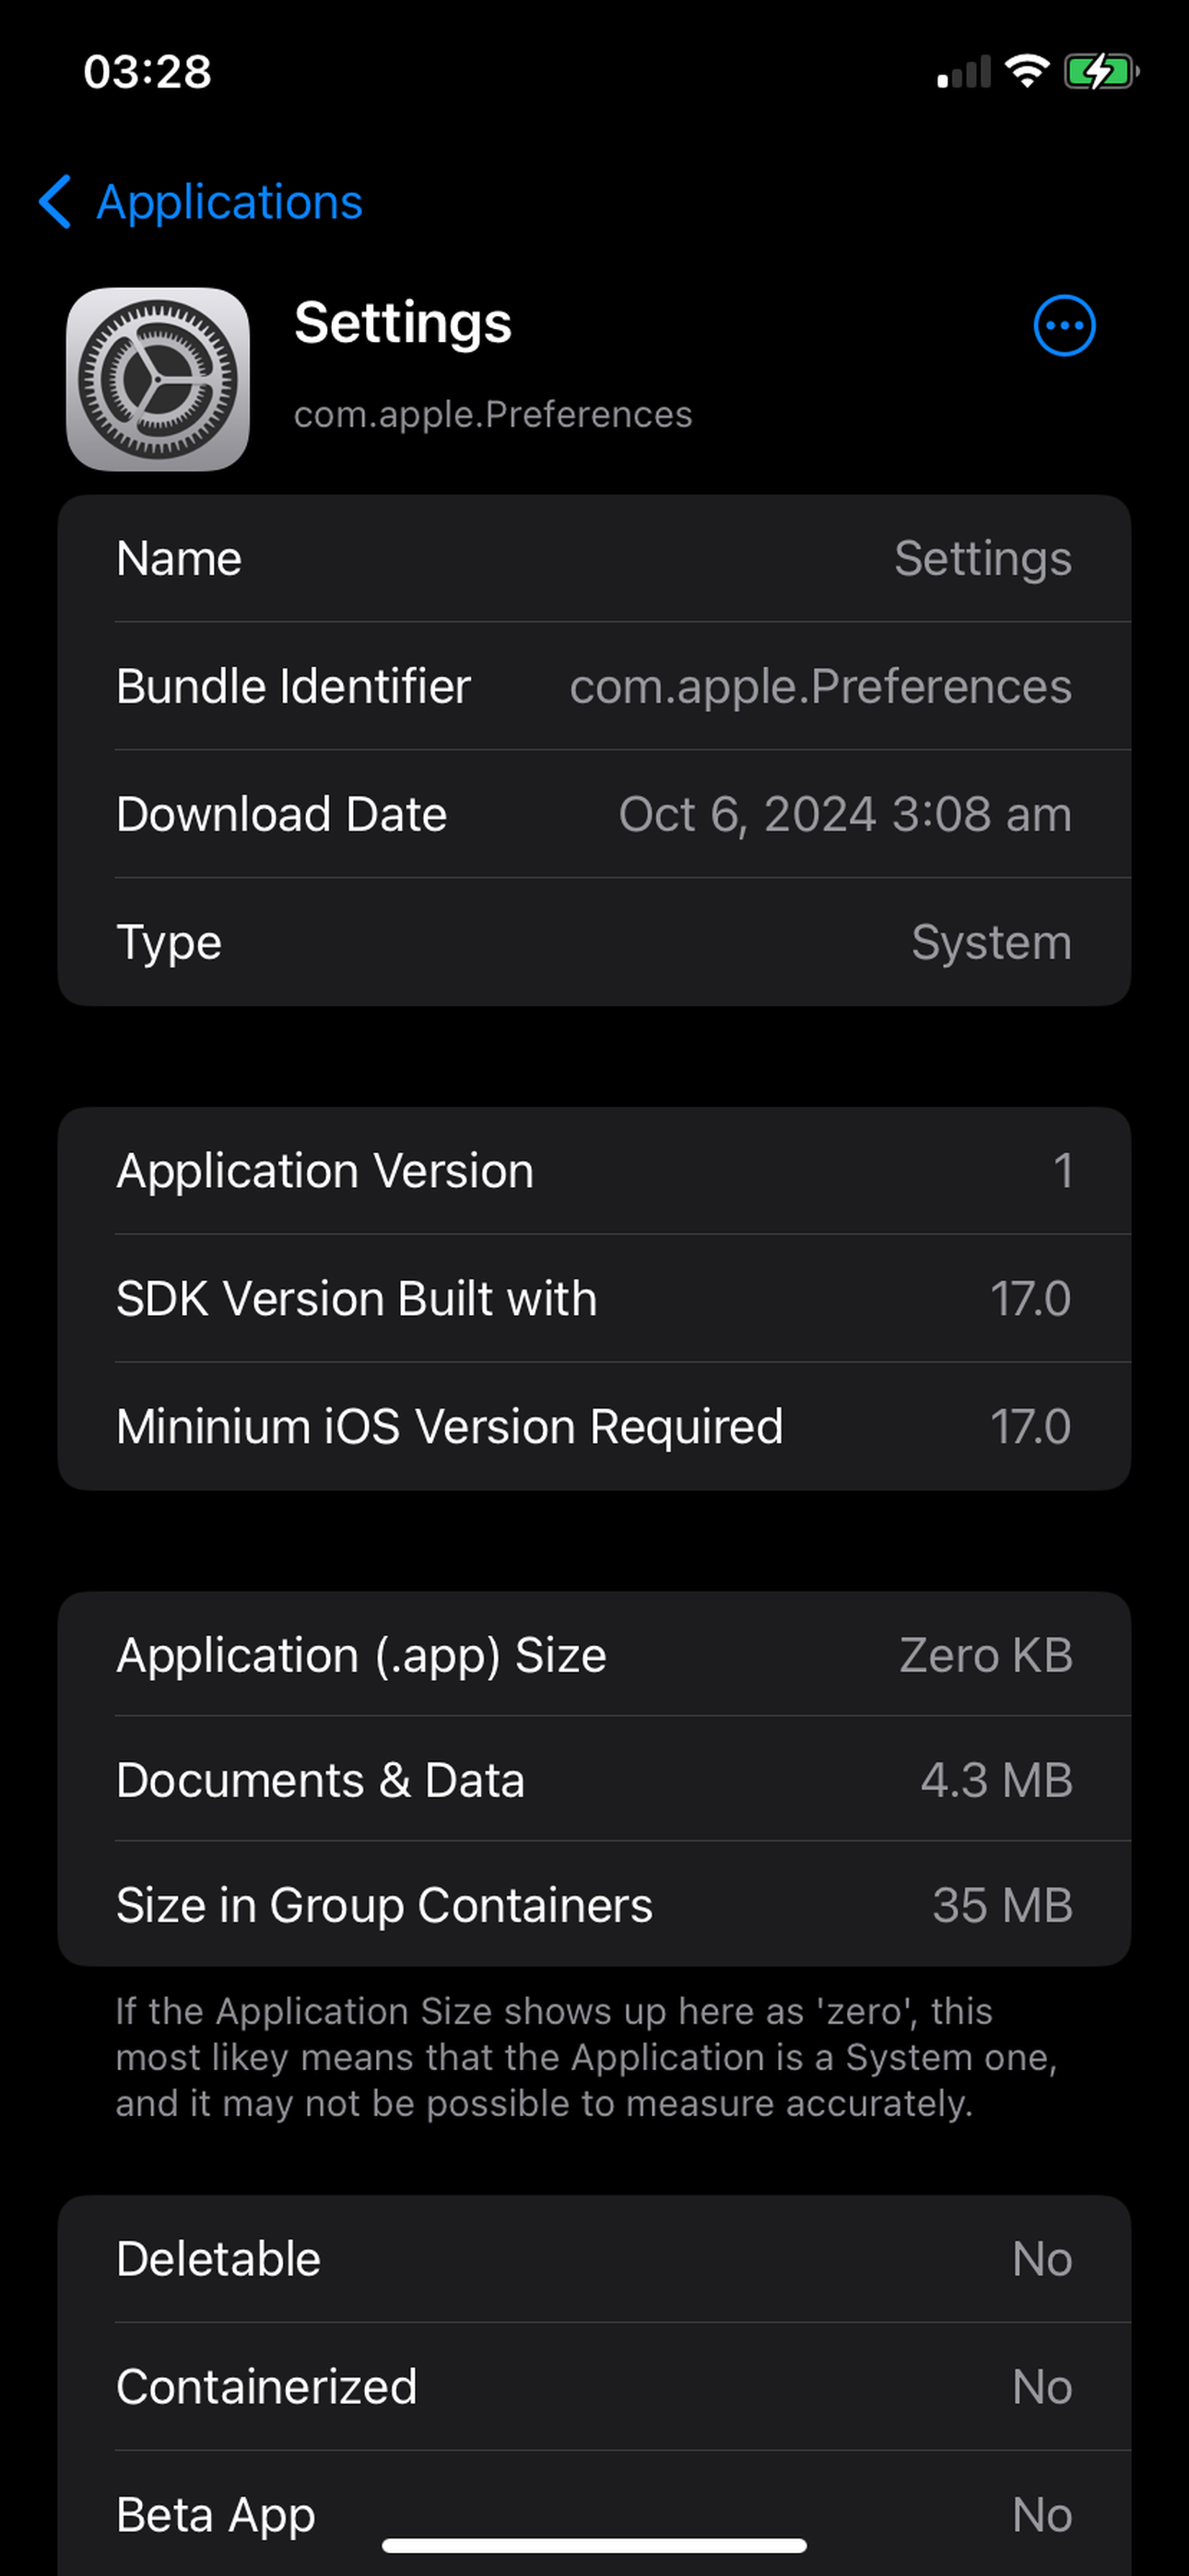 03:28
Applications
Settings
com.apple.Preferences
Name Settings
Bundle Identifier com.apple.Preferences
Download Date Oct 6, 2024 3:08 am
Type System
Application Version 1
SDK Version Built with 17.0
Mininium iOS Version Required 17.0
Application (.app) Size Zero KB
Documents & Data 4.3 MB
Size in Group Containers 35 MB
If the Application Size shows up here as 'zero', this
most likey means that the Application is a System one,
and it may not be possible to measure accurately.
Deletable No
Containerized No
Beta App No